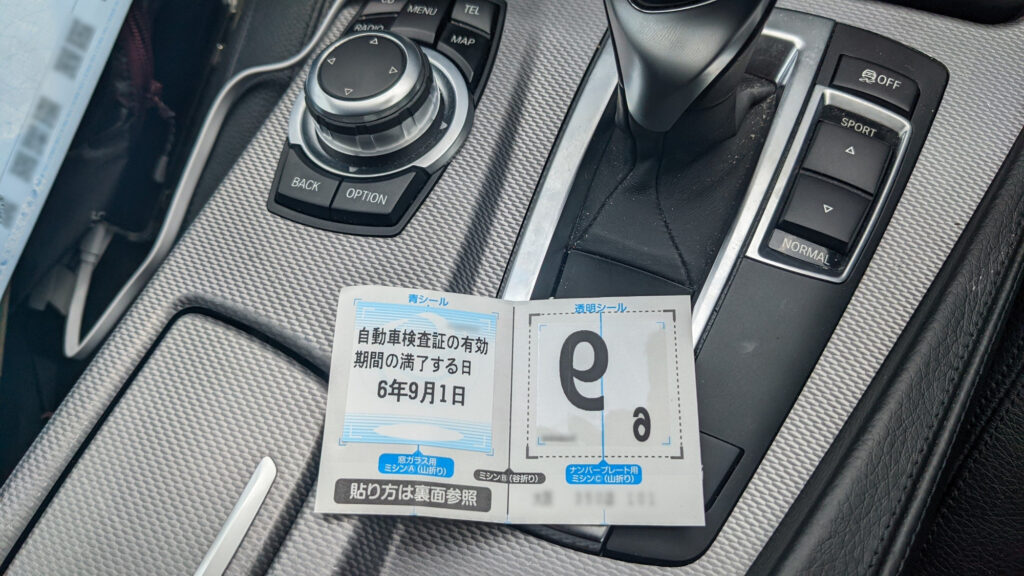 CD
MENU
TEL
RADIO
MAP
OFF
SPORT
BACK
OPTION
NORMAL
青シール
自動車検査証の有効
期間の満了する日
6年9月1日
窓ガラス用
ミシンⒶ(山折り)
ミシンⒷ(谷折り)
貼り方は裏面参照
透明シール
9
6
ナンバープレート用
ミシンⒸ(山折り)